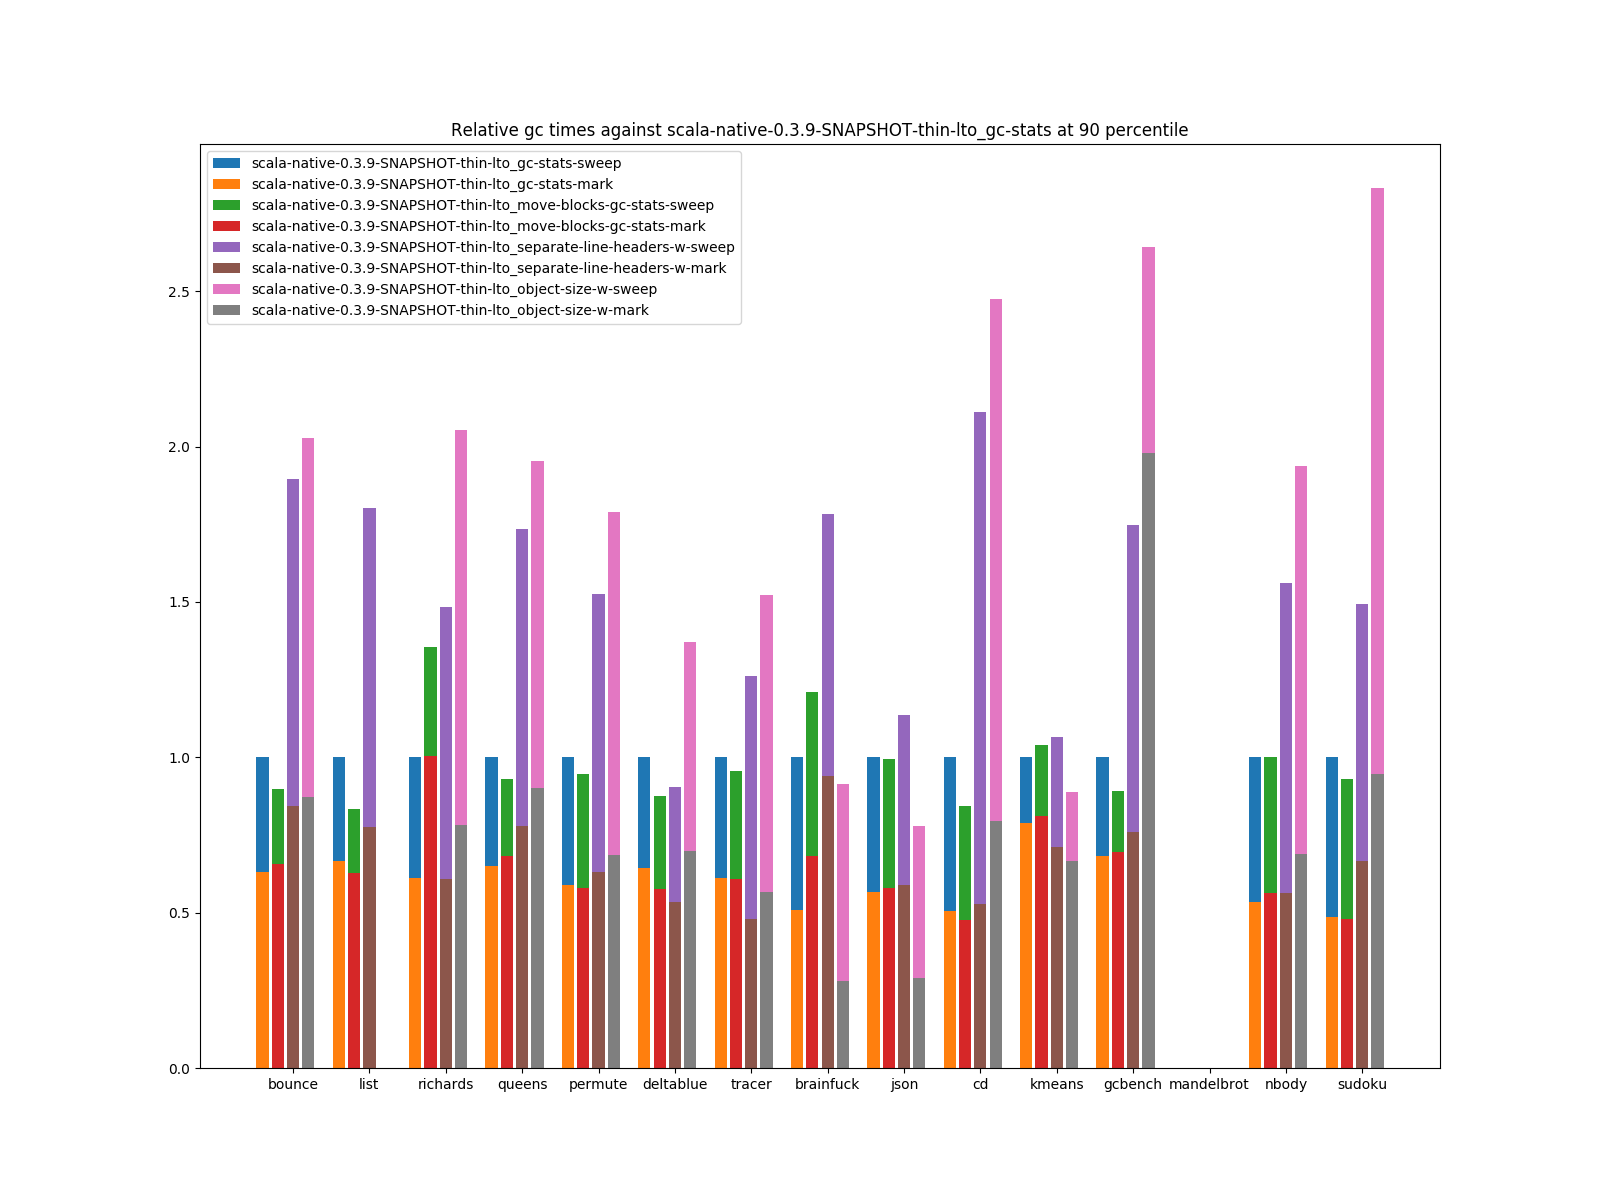 Relative gc times against scala-native-0.3.9-SNAPSHOT-thin-lto_gc-stats at 90 percentile
scala-native-0.3.9-SNAPSHOT-thin-lto_gc-stats-sweep
scala-native-0.3.9-SNAPSHOT-thin-lto_gc-stats-mark
scala-native-0.3.9-SNAPSHOT-thin-lto_move-blocks-gc-stats-sweep
scala-native-0.3.9-SNAPSHOT-thin-lto_move-blocks-gc-stats-mark
scala-native-0.3.9-SNAPSHOT-thin-lto_separate-line-headers-w-sweep
scala-native-0.3.9-SNAPSHOT-thin-lto_separate-line-headers-w-mark
scala-native-0.3.9-SNAPSHOT-thin-lto_object-size-w-sweep
scala-native-0.3.9-SNAPSHOT-thin-lto_object-size-w-mark
2.5
2.0
1.5
1.0
0.5
0.0
bounce list richards queens permute deltablue tracer brainfuck json cd kmeans gcbench mandelbrot nbody sudoku